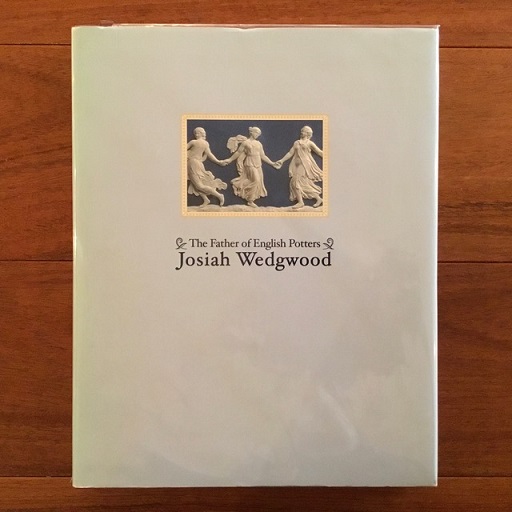 The Father of English Potters
Josiah Wedgwood